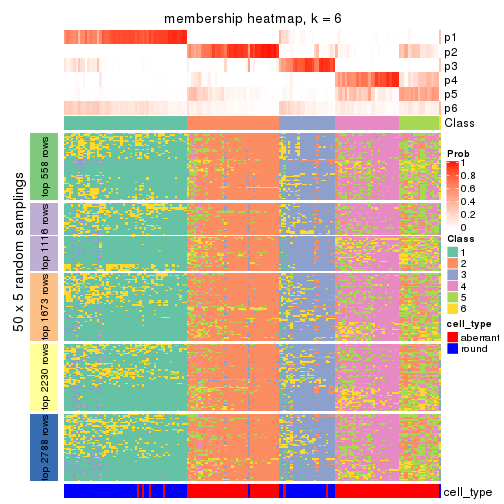 membership heatmap, k = 6
p1
p2
p3
p4
p5
p6
Class
50 x 5 random samplings
top 558 rows
top 1116 rows
top 1673 rows
top 2230 rows
top 2788 rows
cell_type
Prob
1
0.8
0.6
0.4
0.2
0
Class
1
2
3
4
5
6
cell_type
aberrant
round